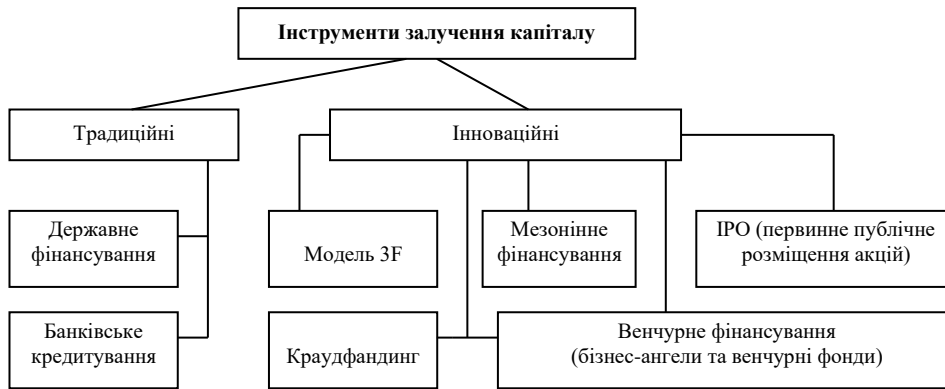 Інструменти залучення капіталу
Традиційні
Інноваційні
Державне
фінансування
Модель 3F
Мезонінне
фінансування
ІРО (первинне публічне
розміщення акцій)
Банківське
кредитування
Краудфандинг
Венчурне фінансування
(бізнес-ангели та венчурні фонди)